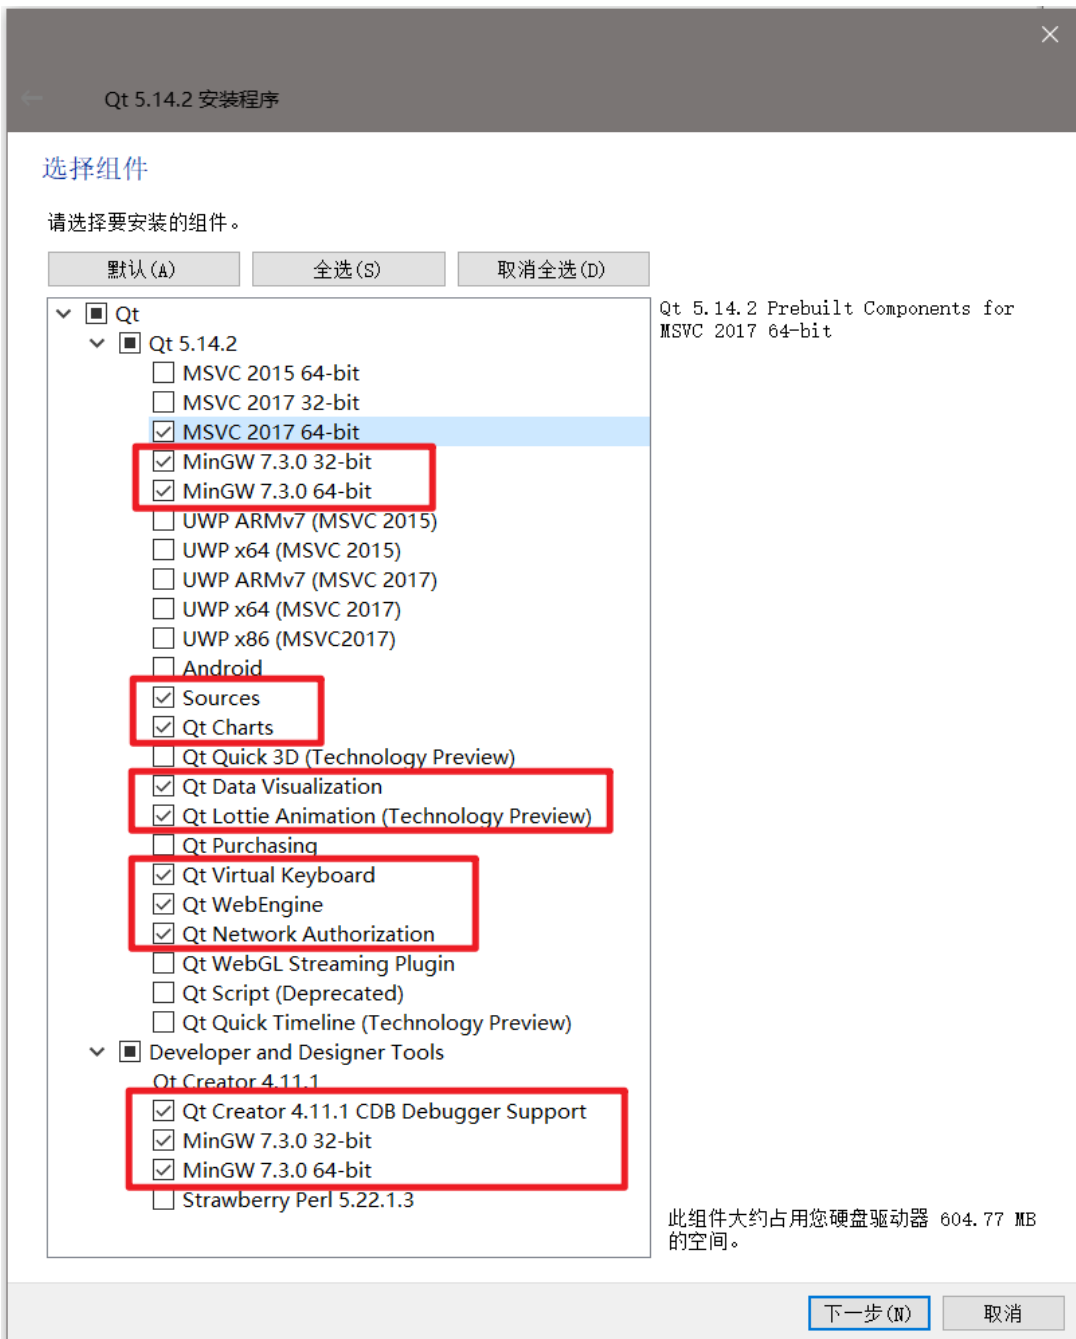 Qt 5.14.2 安装程序
选择组件
请选择要安装的组件。
默认(A)
全选(S)
取消全选(D)
Qt
Qt 5.14.2
MSVC 2015 64-bit
MSVC 2017 32-bit
MSVC 2017 64-bit
MinGW 7.3.0 32-bit
MinGW 7.3.0 64-bit
UWP ARMv7 (MSVC 2015)
UWP x64 (MSVC 2015)
UWP ARMv7 (MSVC 2017)
UWP x64 (MSVC 2017)
UWP x86 (MSVC2017)
Android
Sources
Qt Charts
Qt Quick 3D (Technology Preview)
Qt Data Visualization
Qt Lottie Animation (Technology Preview)
Qt Purchasing
Qt Virtual Keyboard
Qt WebEngine
Qt Network Authorization
Qt WebGL Streaming Plugin
Qt Script (Deprecated)
Qt Quick Timeline (Technology Preview)
Developer and Designer Tools
Qt Creator 4.11.1
Qt Creator 4.11.1 CDB Debugger Support
MinGW 7.3.0 32-bit
MinGW 7.3.0 64-bit
Strawberry Perl 5.22.1.3
Qt 5.14.2 Prebuilt Components for
MSVC 2017 64-bit
此组件大约占用您硬盘驱动器 604.77 MB
的空间。
下一步(N)
取消